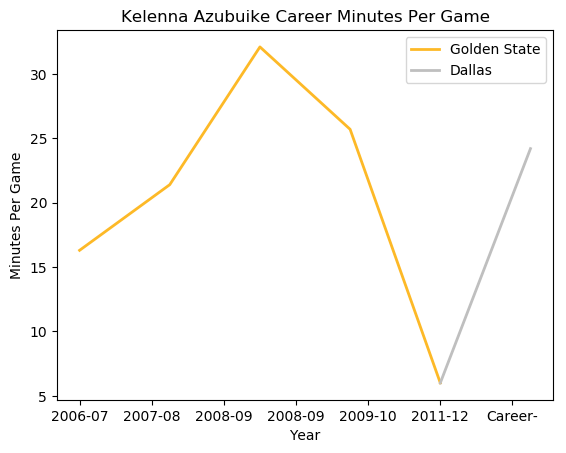 Kelenna Azubuike Career Minutes Per Game
Golden State
Dallas
Minutes Per Game
30
25
20
15
10
5
2006-07 2007-08 2008-09 2008-09 2009-10 2011-12 Career-
Year